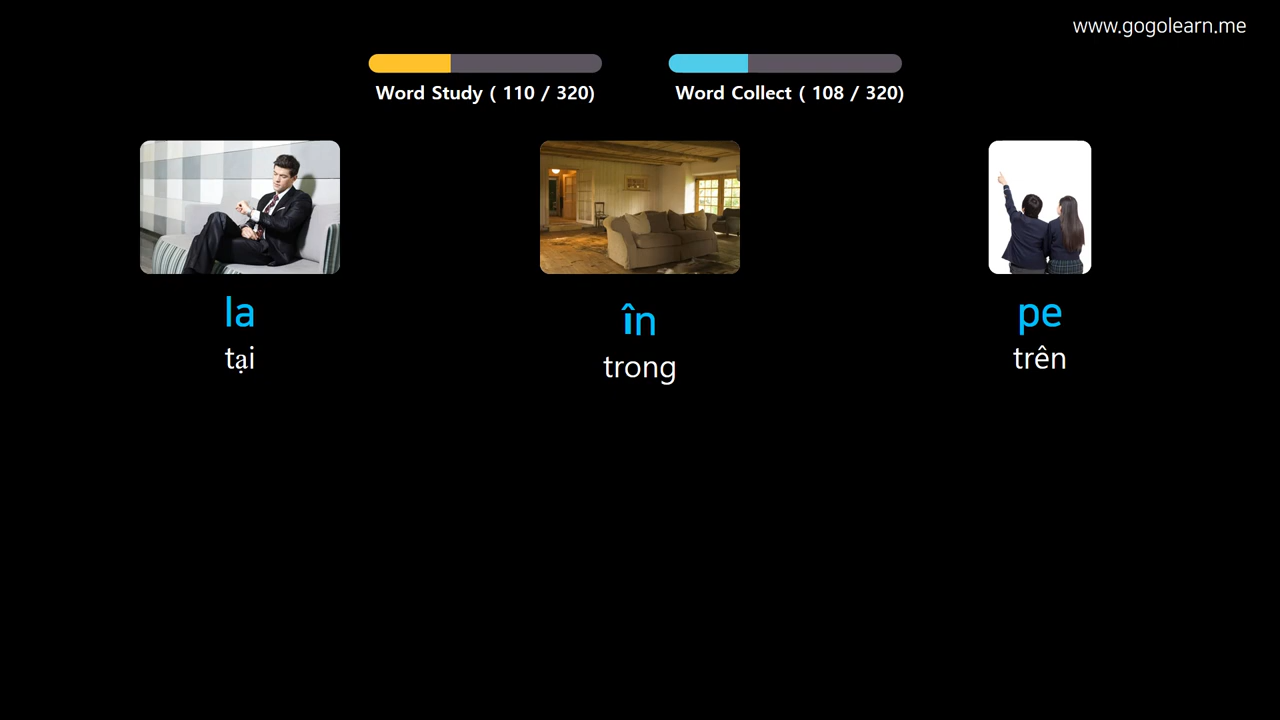 www.gogolearn.me
Word Study ( 110 / 320)
Word Collect ( 108 / 320)
la
tại
în
trong
pe
trên